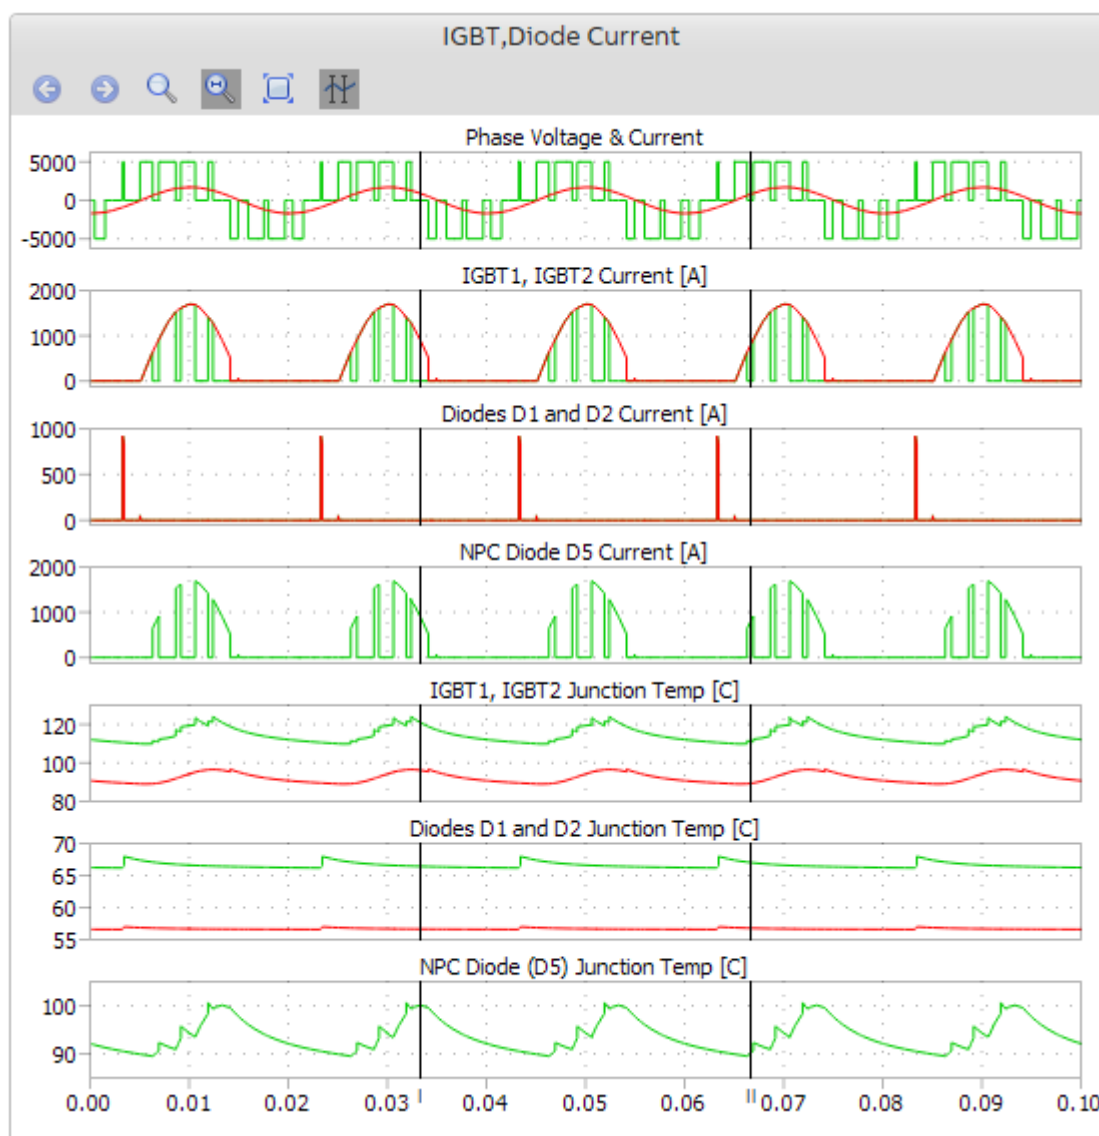 IGBT,Diode Current
Phase Voltage & Current
5000
0
-5000
IGBT1, IGBT2 Current [A]
2000
1000
0
Diodes D1 and D2 Current [A]
1000
500
0
NPC Diode D5 Current [A]
2000
1000
0
IGBT1, IGBT2 Junction Temp [C]
120
100
80
Diodes D1 and D2 Junction Temp [C]
70
65
60
55
NPC Diode (D5) Junction Temp [C]
100
90
0.00 0.01 0.02 0.03 I 0.04 0.05 0.06 II 0.07 0.08 0.09 0.10